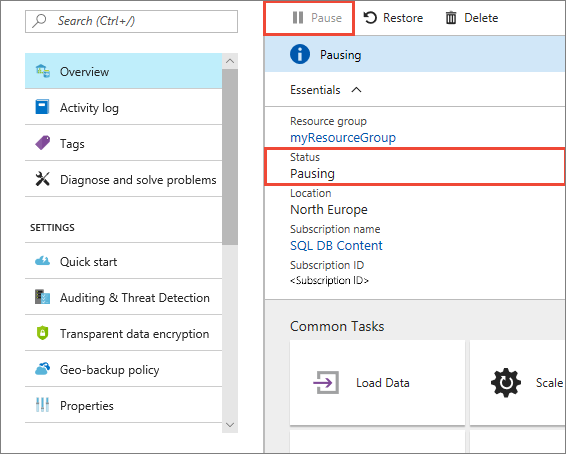 Search (Ctrl+/)
Overview
Activity log
Tags
Diagnose and solve problems
SETTINGS
Quick start
Auditing & Threat Detection
Transparent data encryption
Geo-backup policy
Properties
Pause Restore Delete
Pausing
Essentials
Resource group
myResourceGroup
Status
Pausing
Location
North Europe
Subscription name
SQL DB Content
Subscription ID
<Subscription ID>
Common Tasks
Load Data
Scale